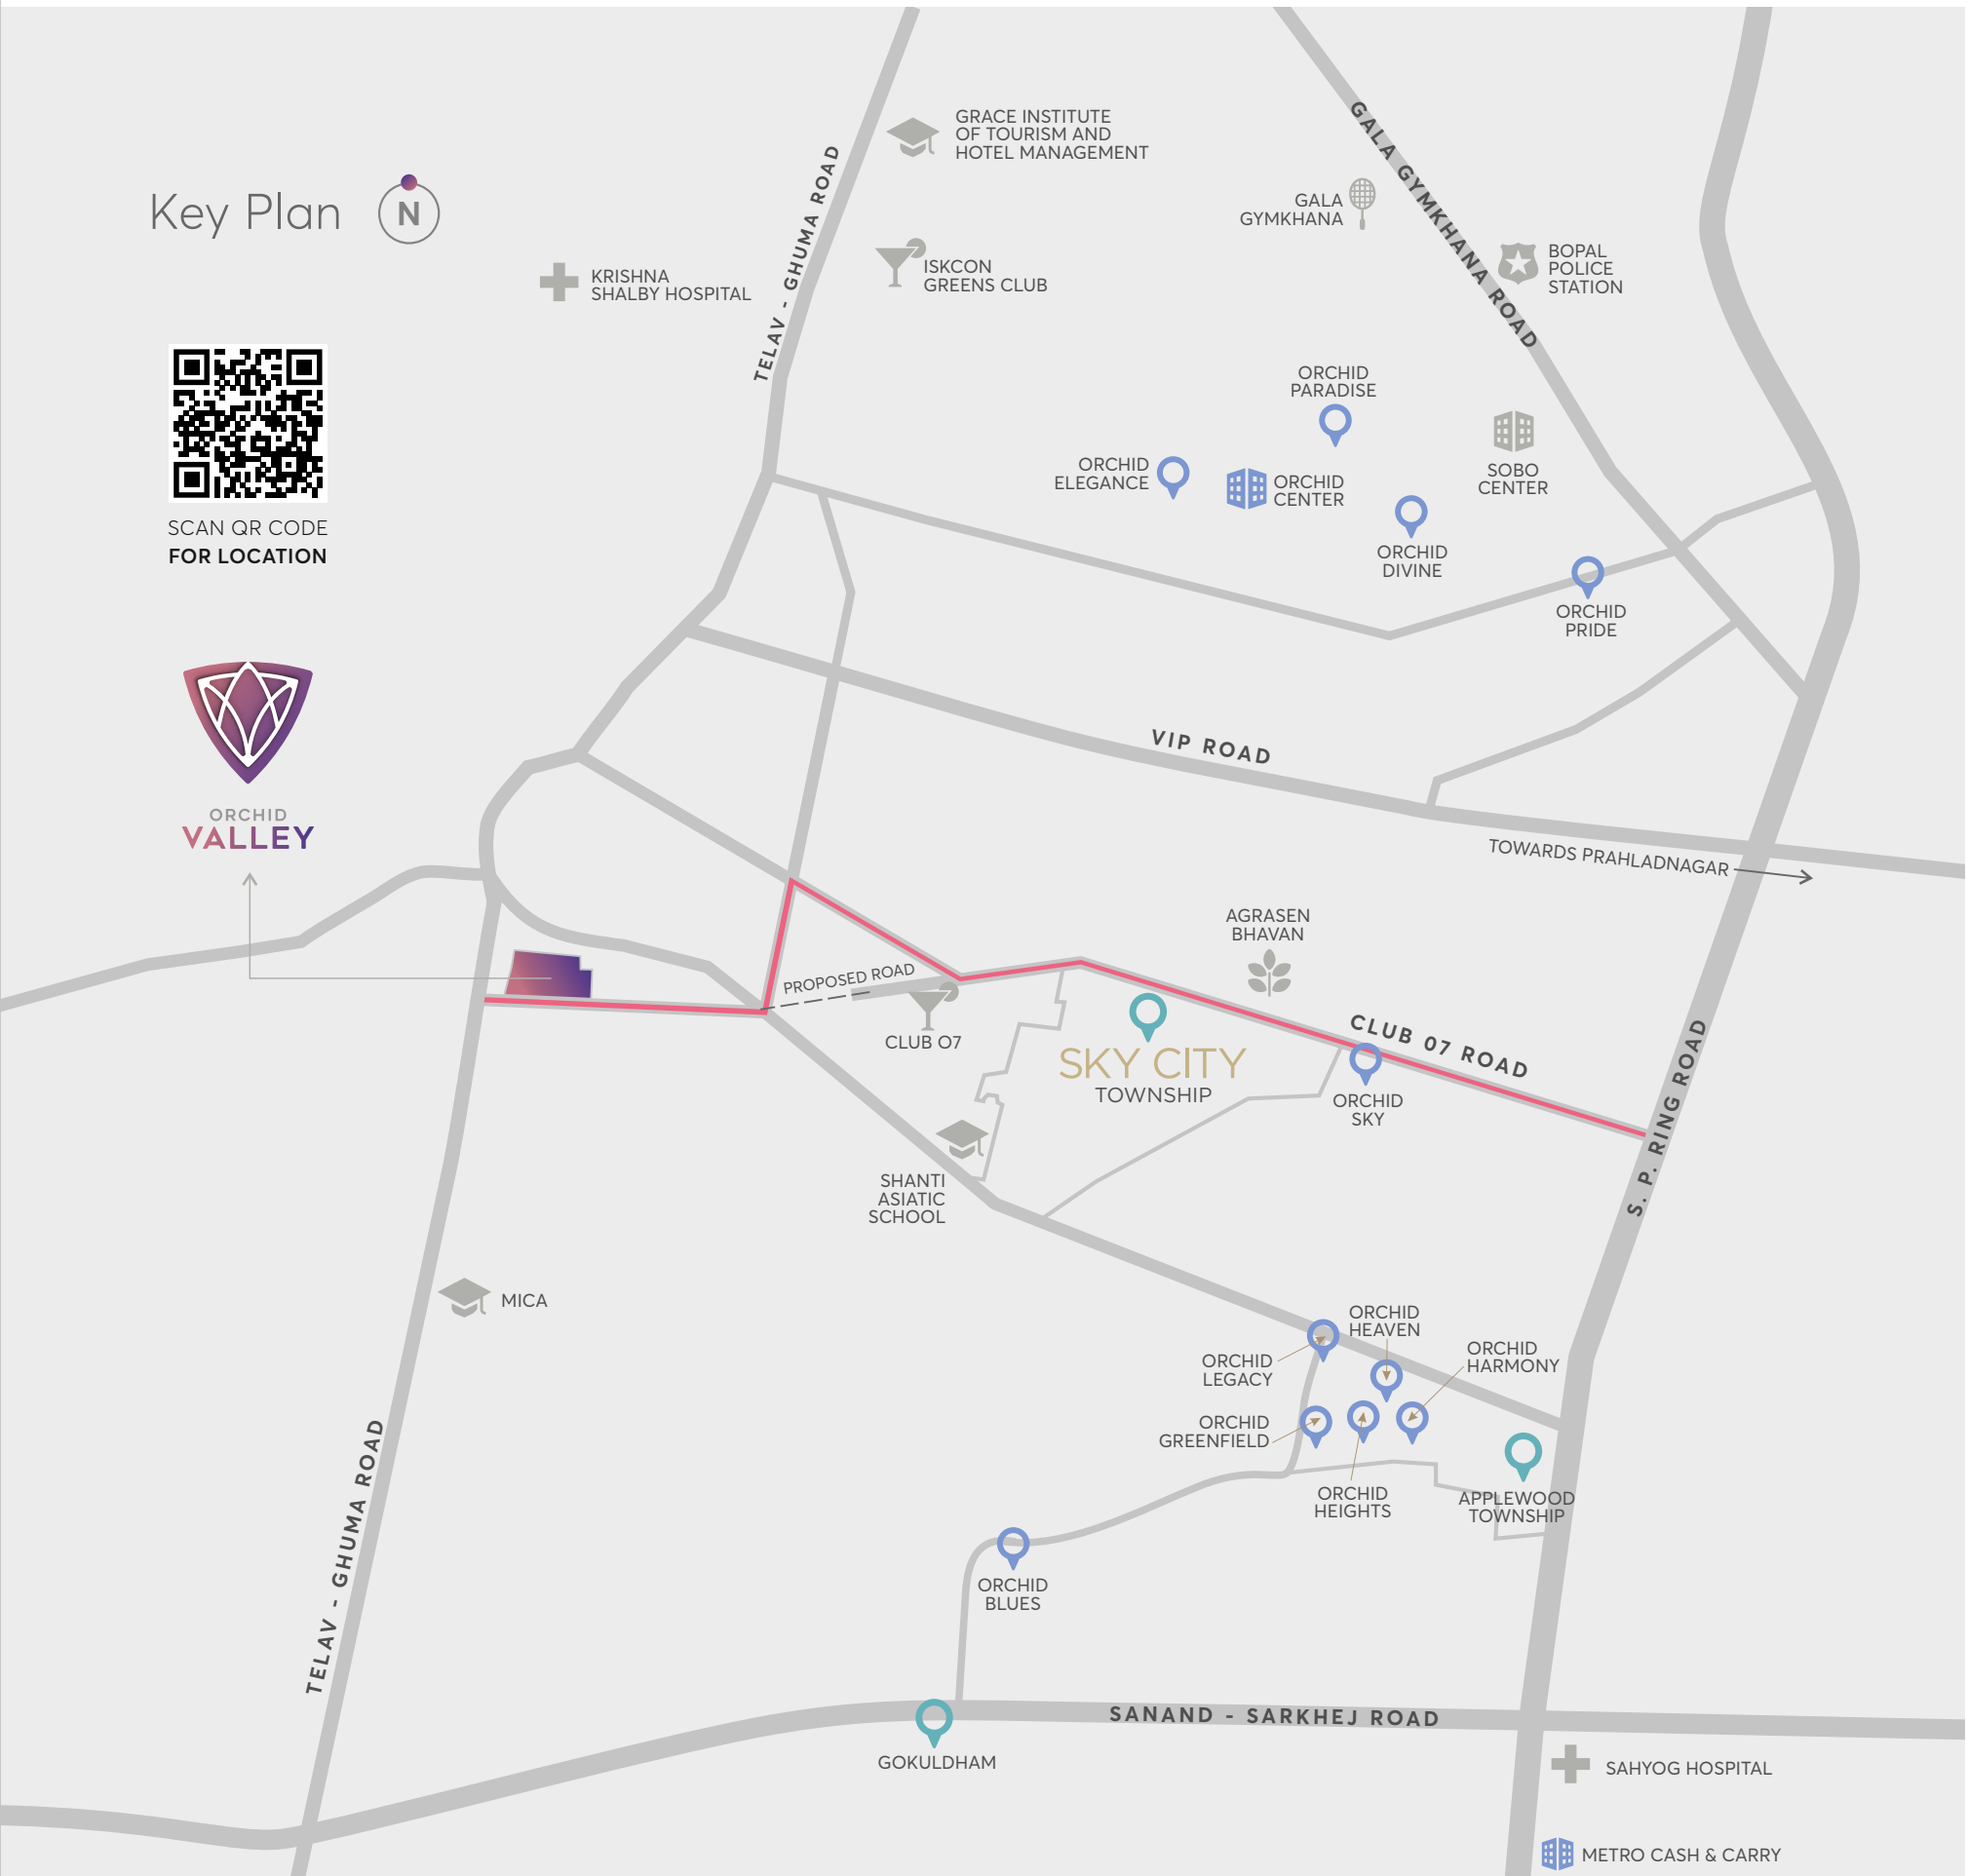 Key Plan
N
SCAN QR CODE
FOR LOCATION
ORCHID
VALLEY
TELAV - GHUMA ROAD
GRACE INSTITUTE
OF TOURISM AND
HOTEL MANAGEMENT
KRISHNA
SHALBY HOSPITAL
ISKCON
GREENS CLUB
GALA
GYMKHANA
GALA GYMKHANA ROAD
BOPAL
POLICE
STATION
ORCHID
PARADISE
ORCHID
ELEGANCE
ORCHID
CENTER
SOBO
CENTER
ORCHID
DIVINE
ORCHID
PRIDE
VIP ROAD
TOWARDS PRAHLADNAGAR
AGRASEN
BHAVAN
PROPOSED ROAD
CLUB O7
SKY CITY
TOWNSHIP
CLUB 07 ROAD
ORCHID
SKY
S. P. RING ROAD
SHANTI
ASIATIC
SCHOOL
MICA
ORCHID
HEAVEN
ORCHID
LEGACY
ORCHID
HARMONY
ORCHID
GREENFIELD
ORCHID
HEIGHTS
APPLEWOOD
TOWNSHIP
ORCHID
BLUES
TELAV - GHUMA ROAD
SANAND - SARKHEJ ROAD
GOKULDHAM
SAHYOG HOSPITAL
METRO CASH & CARRY